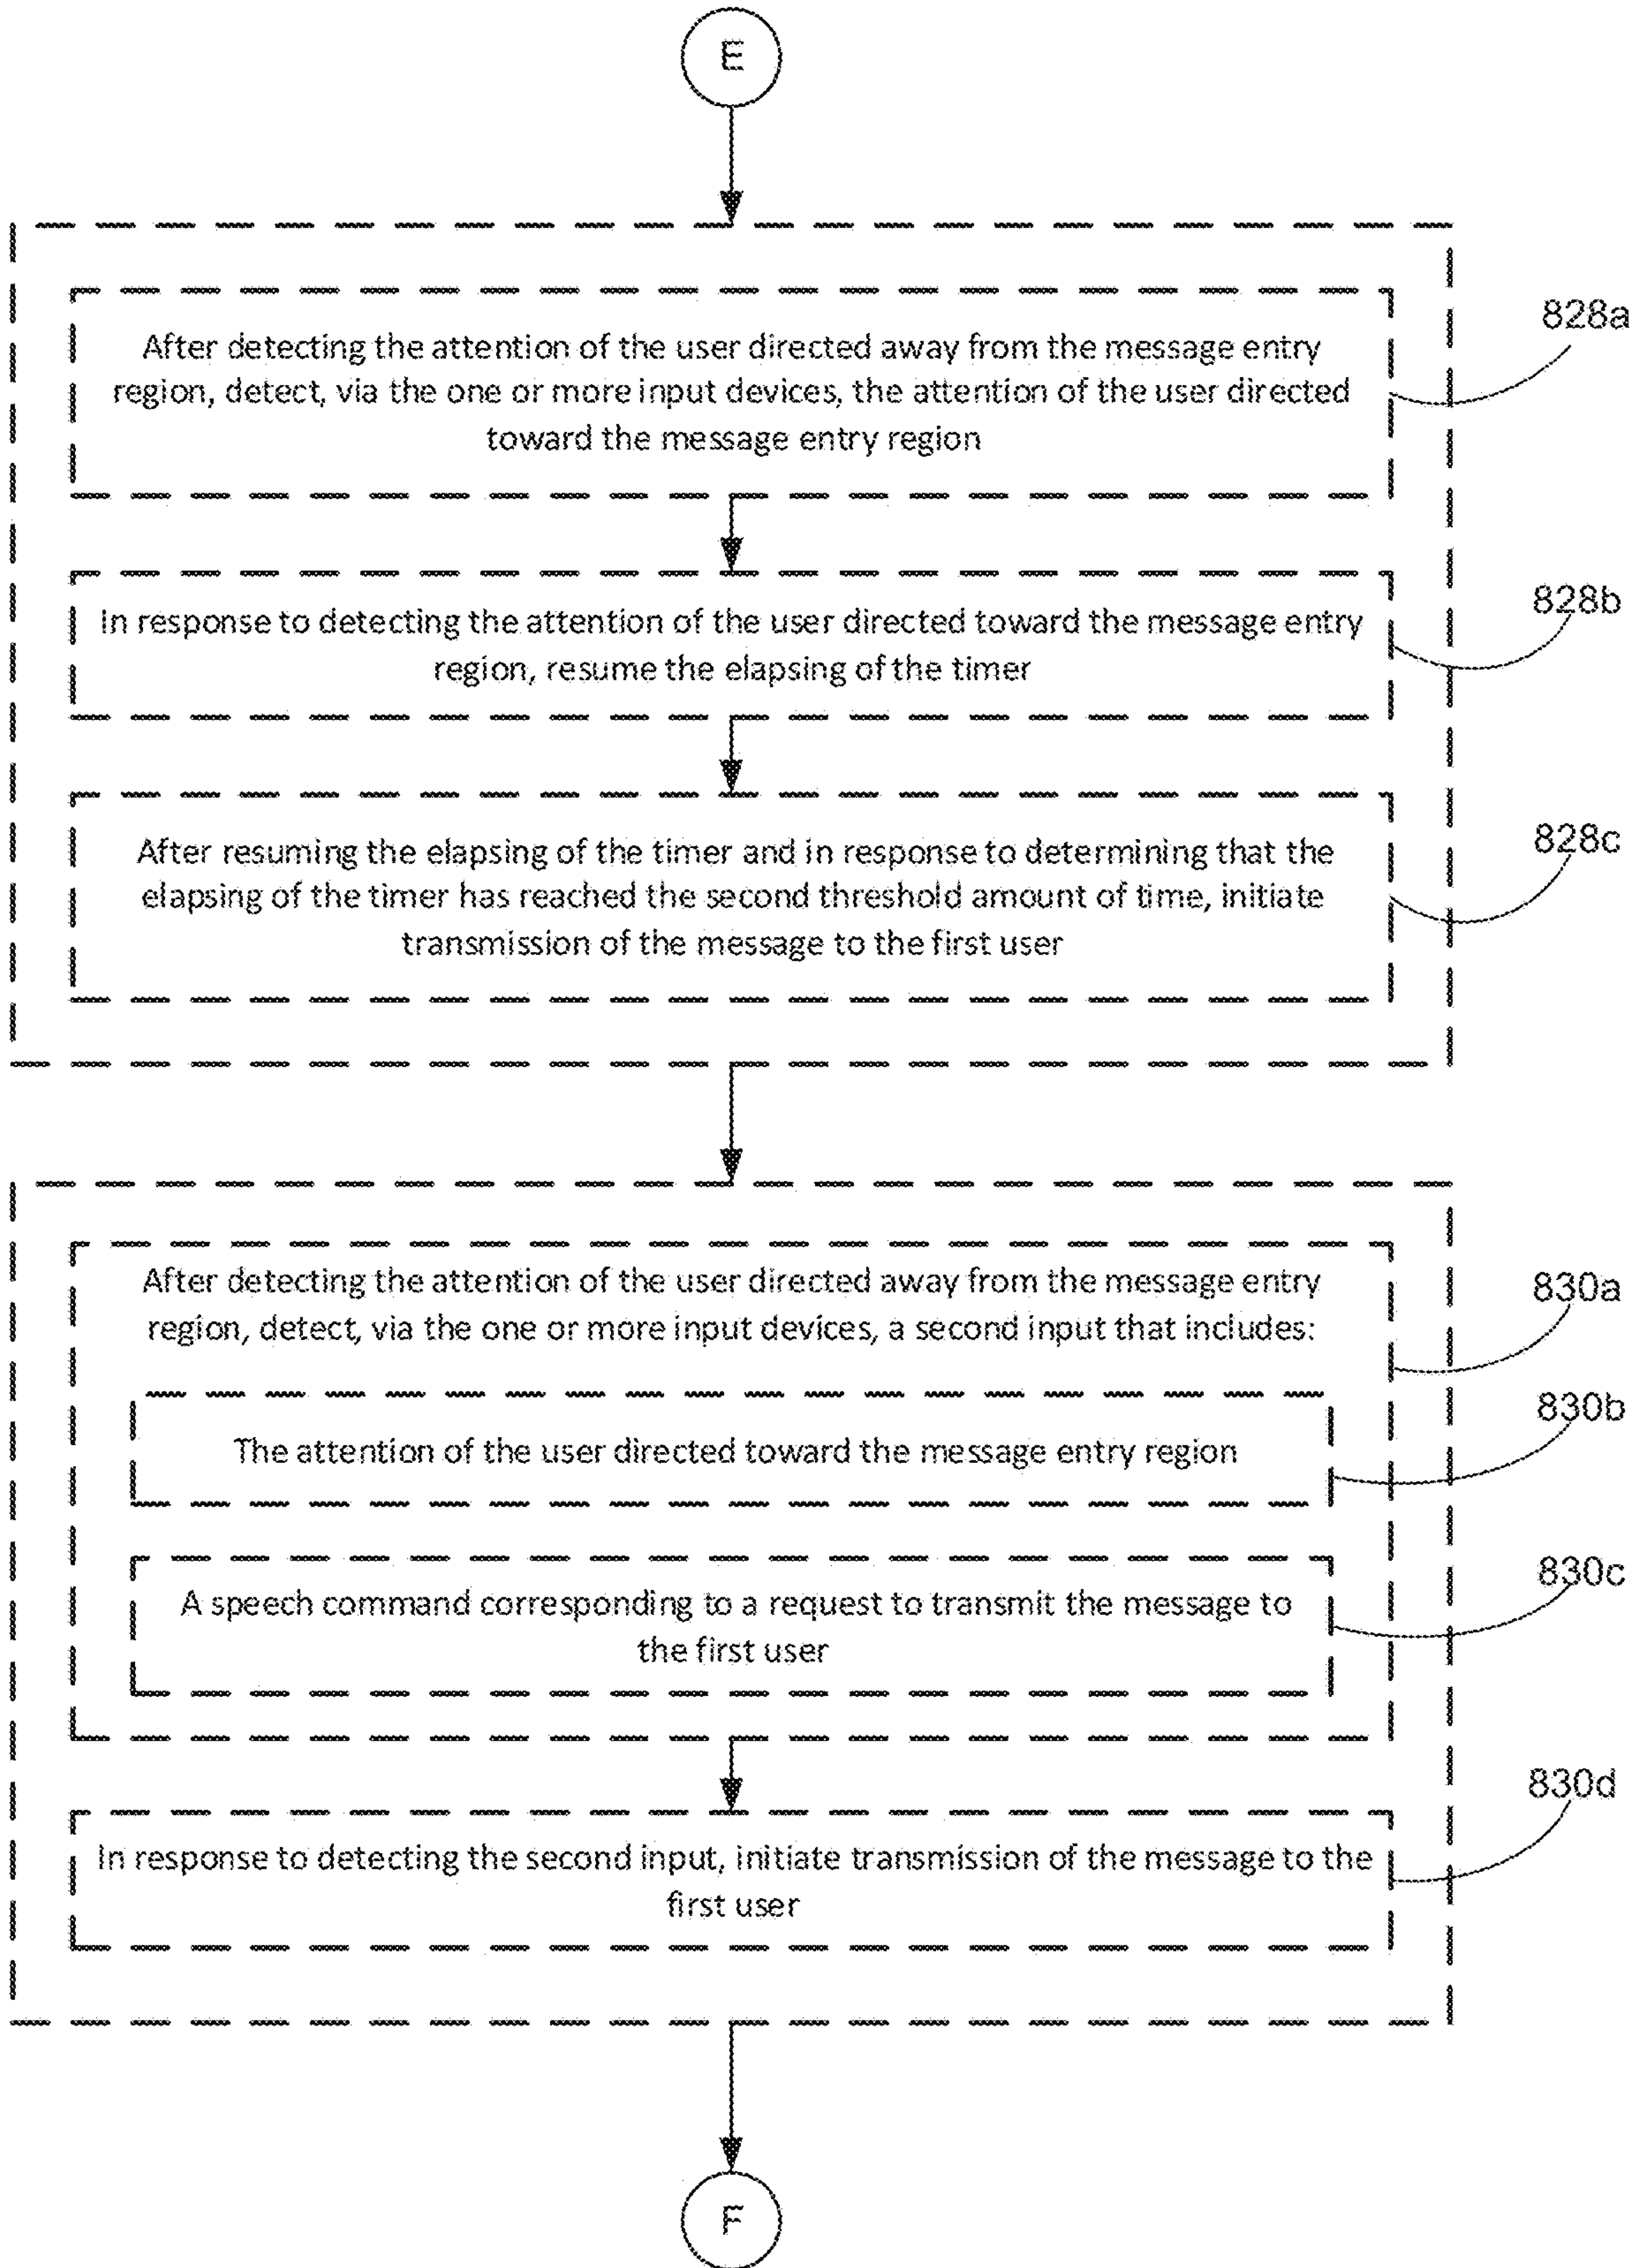 E
After detecting the attention of the user directed away from the message entry
region, detect, via the one or more input devices, the attention of the user directed
toward the message entry region
828a
In response to detecting the attention of the user directed toward the message entry
region, resume the elapsing of the timer
828b
After resuming the elapsing of the timer and in response to determining that the
elapsing of the timer has reached the second threshold amount of time, initiate
transmission of the message to the first user
828c
After detecting the attention of the user directed away from the message entry
region, detect, via the one or more input devices, a second input that includes:
830a
The attention of the user directed toward the message entry region
830b
A speech command corresponding to a request to transmit the message to
the first user
830c
In response to detecting the second input, initiate transmission of the message to the
first user
830d
F